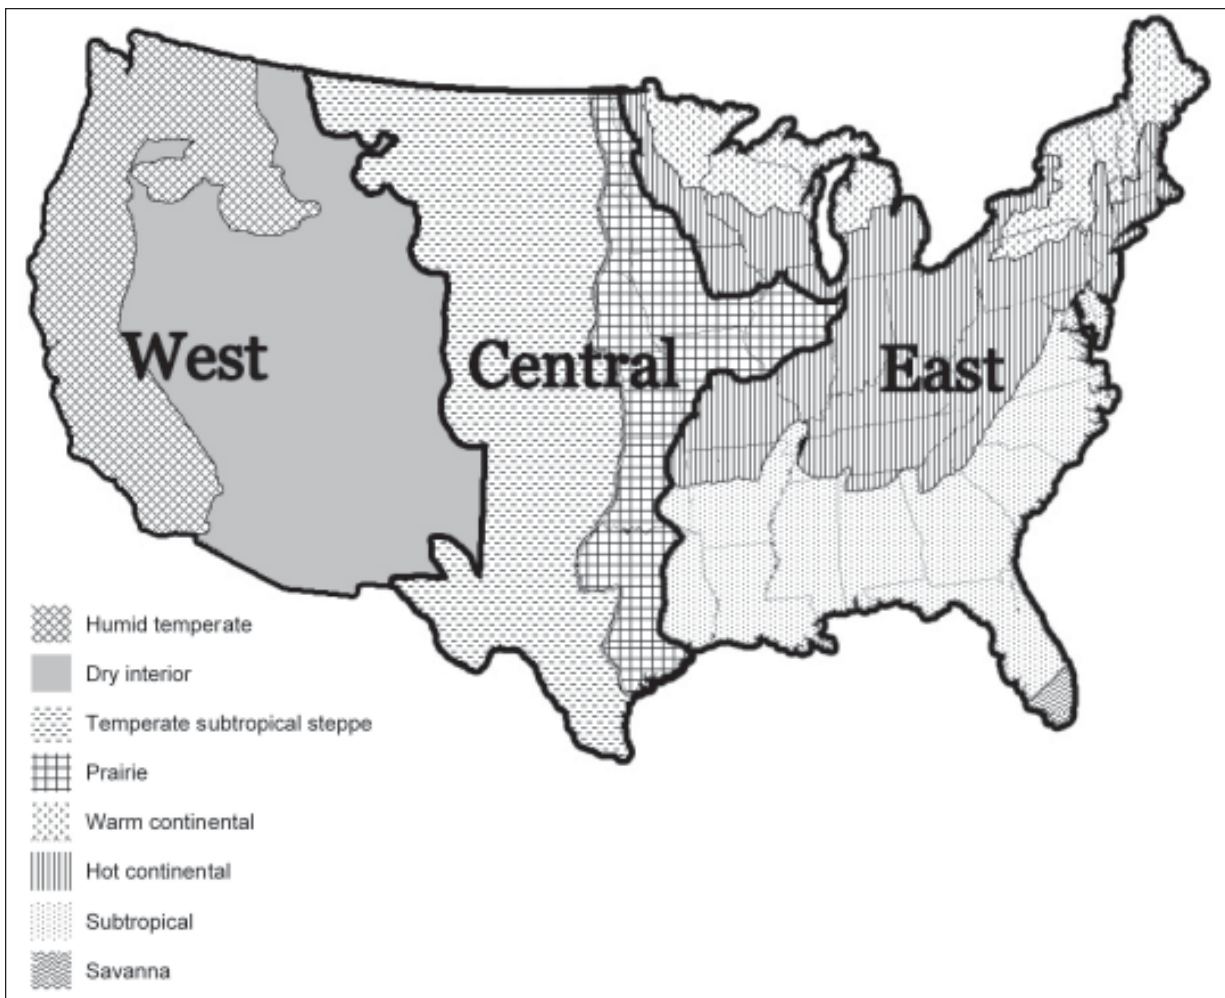 West
Central
East
Humid temperate
Dry interior
Temperate subtropical steppe
Prairie
Warm continental
Hot continental
Subtropical
Savanna